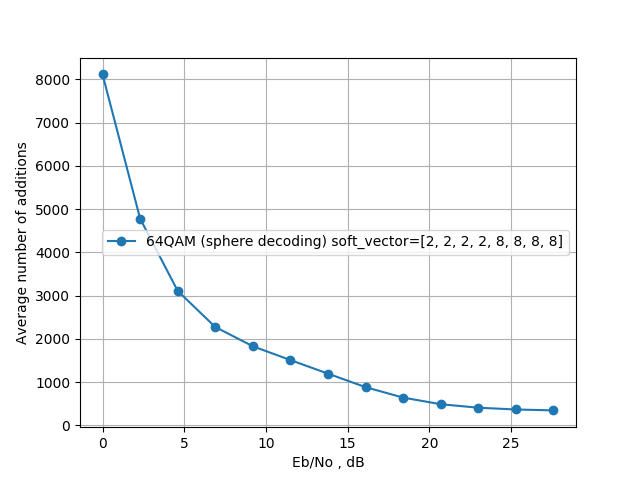 8000
7000
6000
5000
4000
3000
2000
1000
0
Average number of additions
64QAM (sphere decoding) soft_vector=[2, 2, 2, 2, 8, 8, 8, 8]
0 5 10 15 20 25
Eb/No , dB